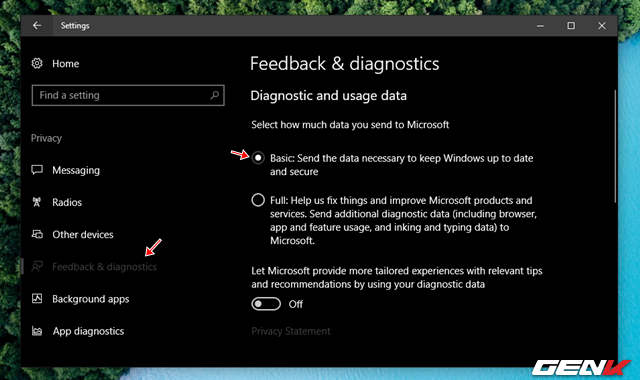 Settings
Home
Find a setting
Privacy
Messaging
Radios
Other devices
Feedback & diagnostics
Background apps
App diagnostics
Feedback & diagnostics
Diagnostic and usage data
Select how much data you send to Microsoft
Basic: Send the data necessary to keep Windows up to date
and secure
Full: Help us fix things and improve Microsoft products and
services. Send additional diagnostic data (including browser,
app and feature usage, and inking and typing data) to
Microsoft.
Let Microsoft provide more tailored experiences with relevant tips
and recommendations by using your diagnostic data
Off
Privacy Statement
GENK